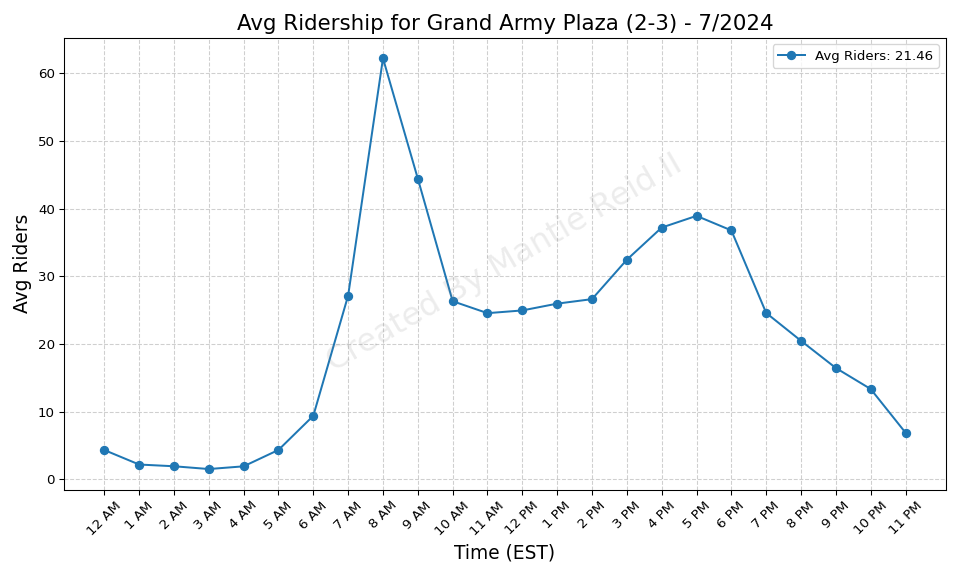 Avg Ridership for Grand Army Plaza (2-3) - 7/2024
Avg Riders: 21.46
Avg Riders
60
50
40
30
20
10
0
Created By Mantie Reid II
12 AM
1 AM
2 AM
3 AM
4 AM
5 AM
6 AM
7 AM
8 AM
9 AM
10 AM
11 AM
12 PM
1 PM
2 PM
3 PM
4 PM
5 PM
6 PM
7 PM
8 PM
9 PM
10 PM
11 PM
Time (EST)